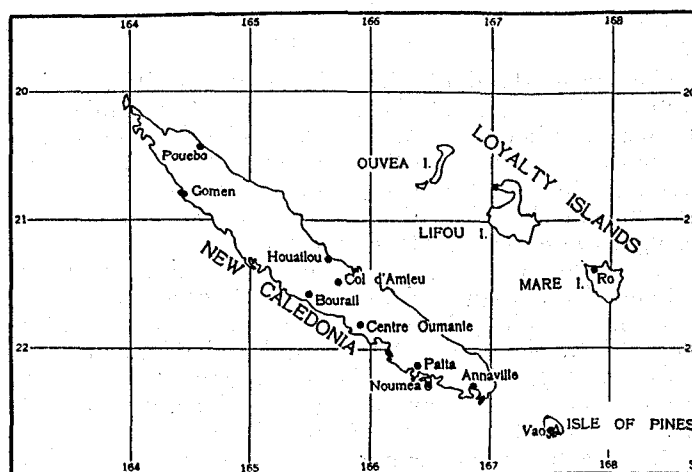 164 165 166 167 168
20
Pouebo
OUVEA I.
LOYALTY ISLANDS
Gomen
21
LIFOU I.
Houailou
NEW CALEDONIA
Col d'Amieu
MARE I.
Ro
Bourail
Centre Oumanie
22 2
Paita
Annaville
Noumea
Vao
ISLE OF PINES
164 165 166 167 168